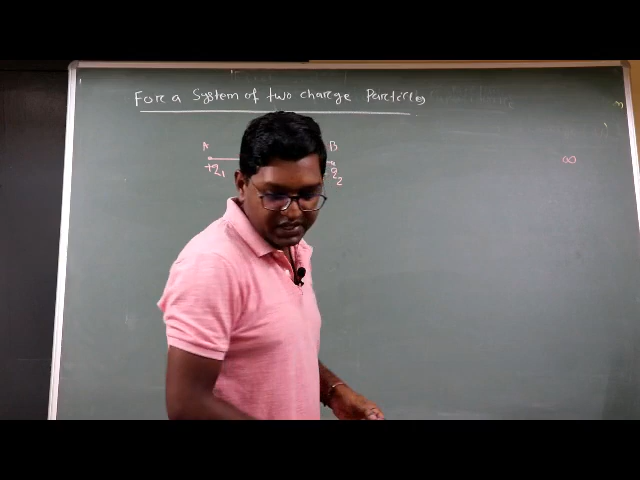 For a System of two charge Particles
A B
+q₁ q₂
∞